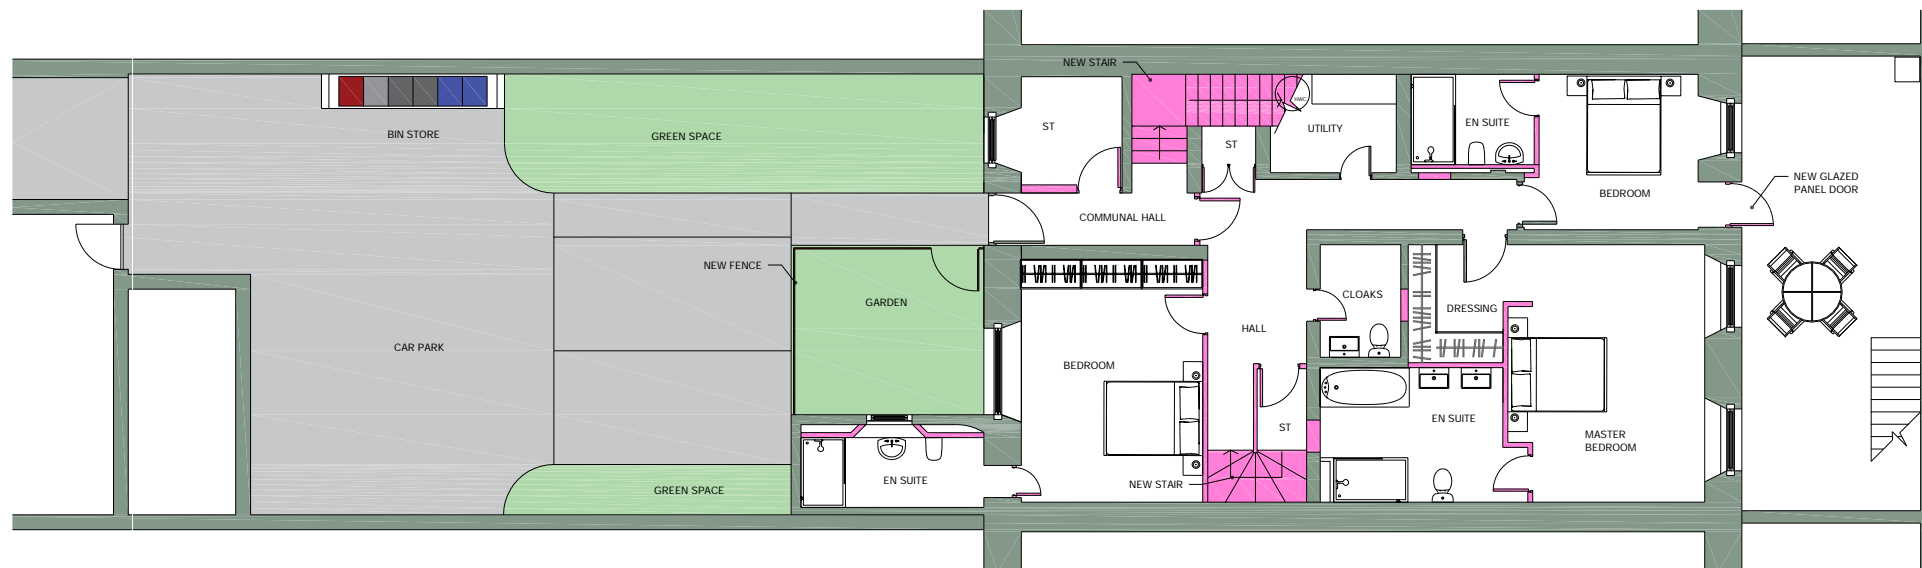 NEW STAIR
BIN STORE
GREEN SPACE
ST
ST
HWC
UTILITY
EN SUITE
BEDROOM
NEW GLAZED
PANEL DOOR
COMMUNAL HALL
NEW FENCE
GARDEN
CAR PARK
BEDROOM
HALL
CLOAKS
DRESSING
EN SUITE
ST
MASTER
BEDROOM
GREEN SPACE
EN SUITE
NEW STAIR